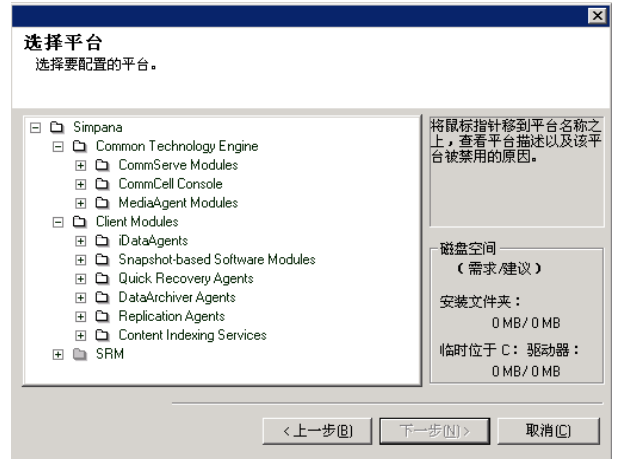 选择平台
选择要配置的平台。
Simpana
Common Technology Engine
CommServe Modules
CommCell Console
MediaAgent Modules
Client Modules
iDataAgents
Snapshot-based Software Modules
Quick Recovery Agents
DataArchiver Agents
Replication Agents
Content Indexing Services
SRM
将鼠标指针移到平台名称之
上，查看平台描述以及该平
台被禁用的原因。
磁盘空间
(需求/建议)
安装文件夹：
0 MB/ 0 MB
临时位于 C: 驱动器：
0 MB/ 0 MB
<上一步(B)
下一步(N)>
取消(C)